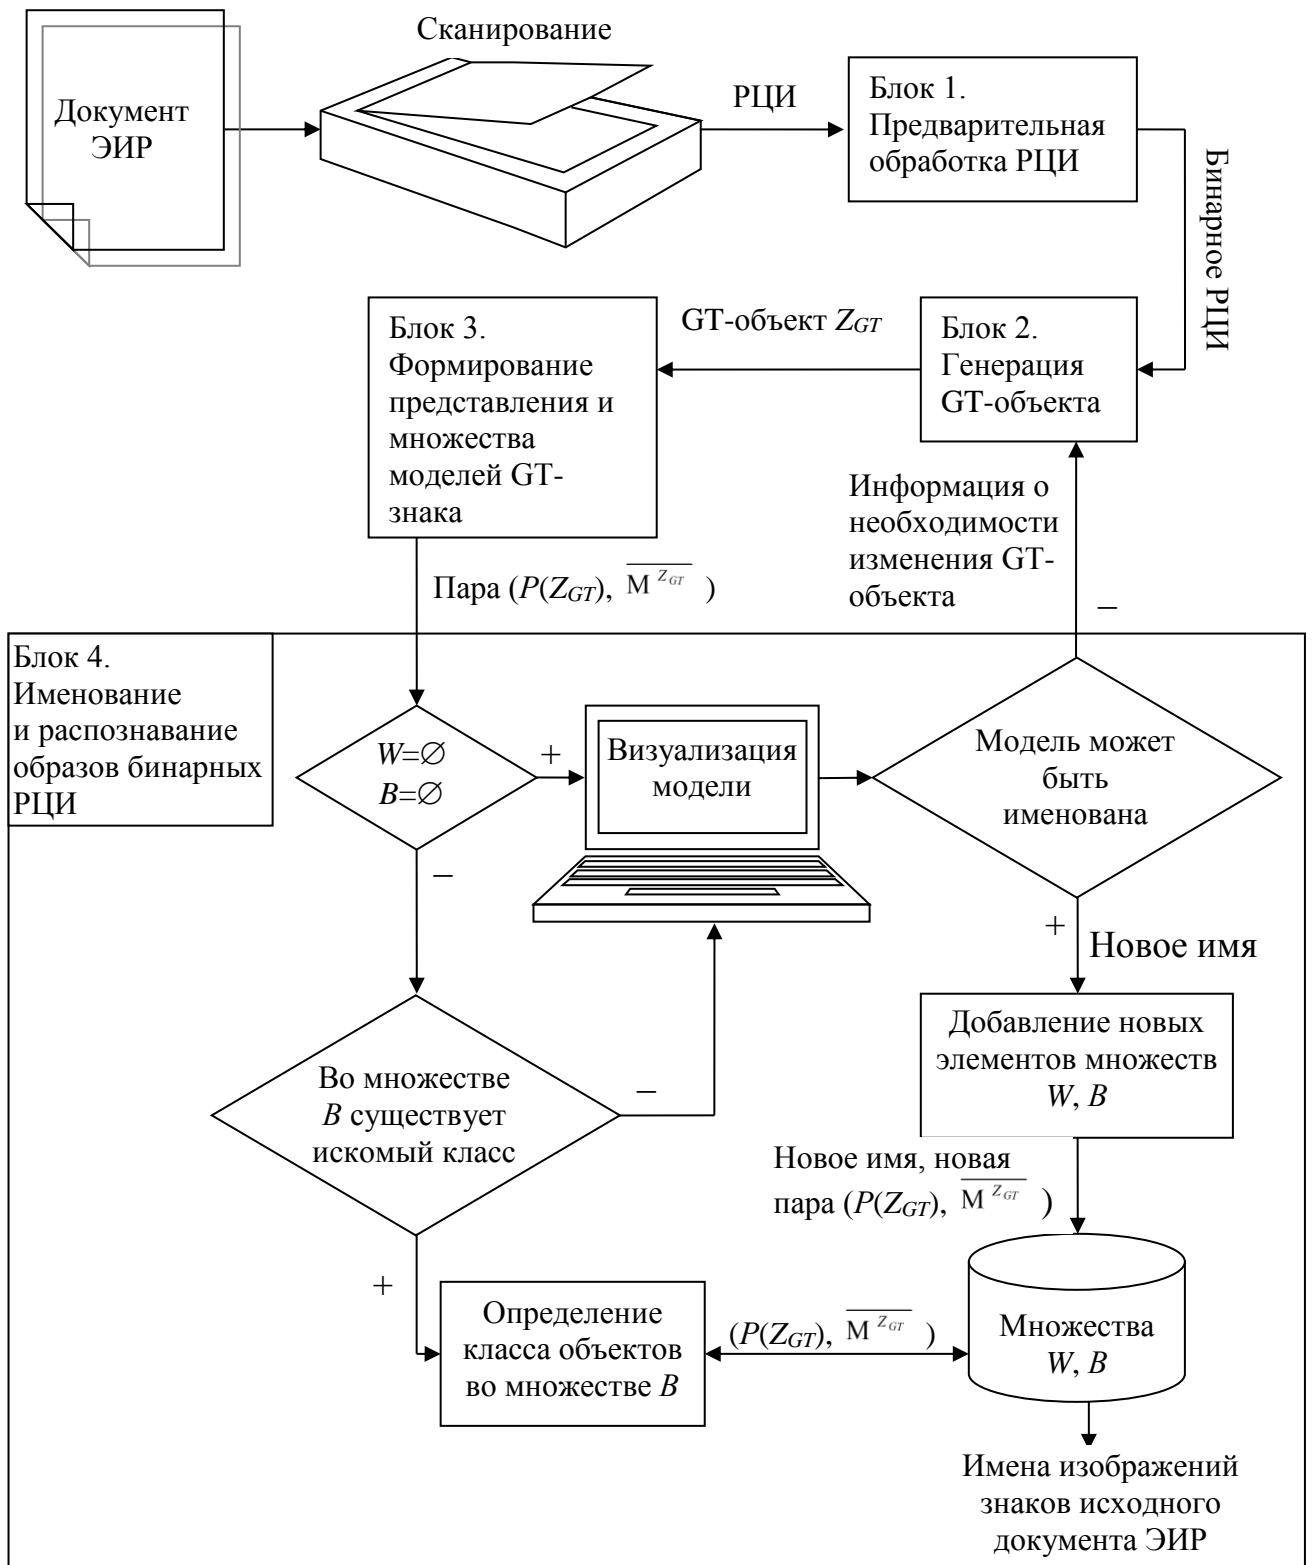 Сканирование
Документ
ЭИР
РЦИ
Блок 1.
Предварительная
обработка РЦИ
Бинарное РЦИ
Блок 2.
Генерация
GT-объекта
GT-объект Z_GT
Блок 3.
Формирование
представления и
множества
моделей GT-
знака
Информация о
необходимости
изменения GT-
объекта
–
Пара (P(Z_GT), M̅^Z_GT )
Блок 4.
Именование
и распознавание
образов бинарных
РЦИ
W=∅
B=∅
+
–
Визуализация
модели
Модель может
быть
именована
+
Новое имя
Добавление новых
элементов множеств
W, B
Во множестве
B существует
искомый класс
–
+
Новое имя, новая
пара (P(Z_GT), M̅^Z_GT )
Определение
класса объектов
во множестве B
(P(Z_GT), M̅^Z_GT )
Множества
W, B
Имена изображений
знаков исходного
документа ЭИР